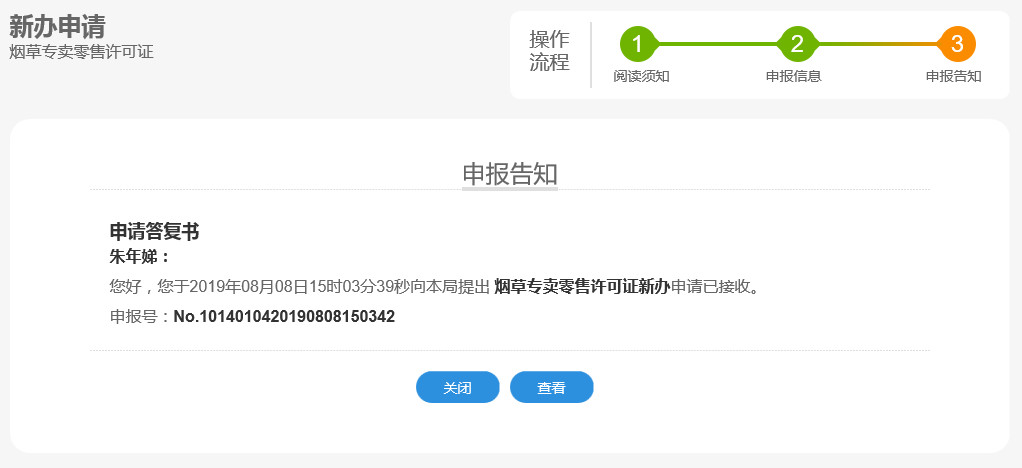 新办申请
烟草专卖零售许可证
操作
流程
1
2
3
阅读须知
申报信息
申报告知
申报告知
申请答复书
朱年娣：
您好，您于2019年08月08日15时03分39秒向本局提出 烟草专卖零售许可证新办申请已接收。
申报号：No.1014010420190808150342
关闭
查看